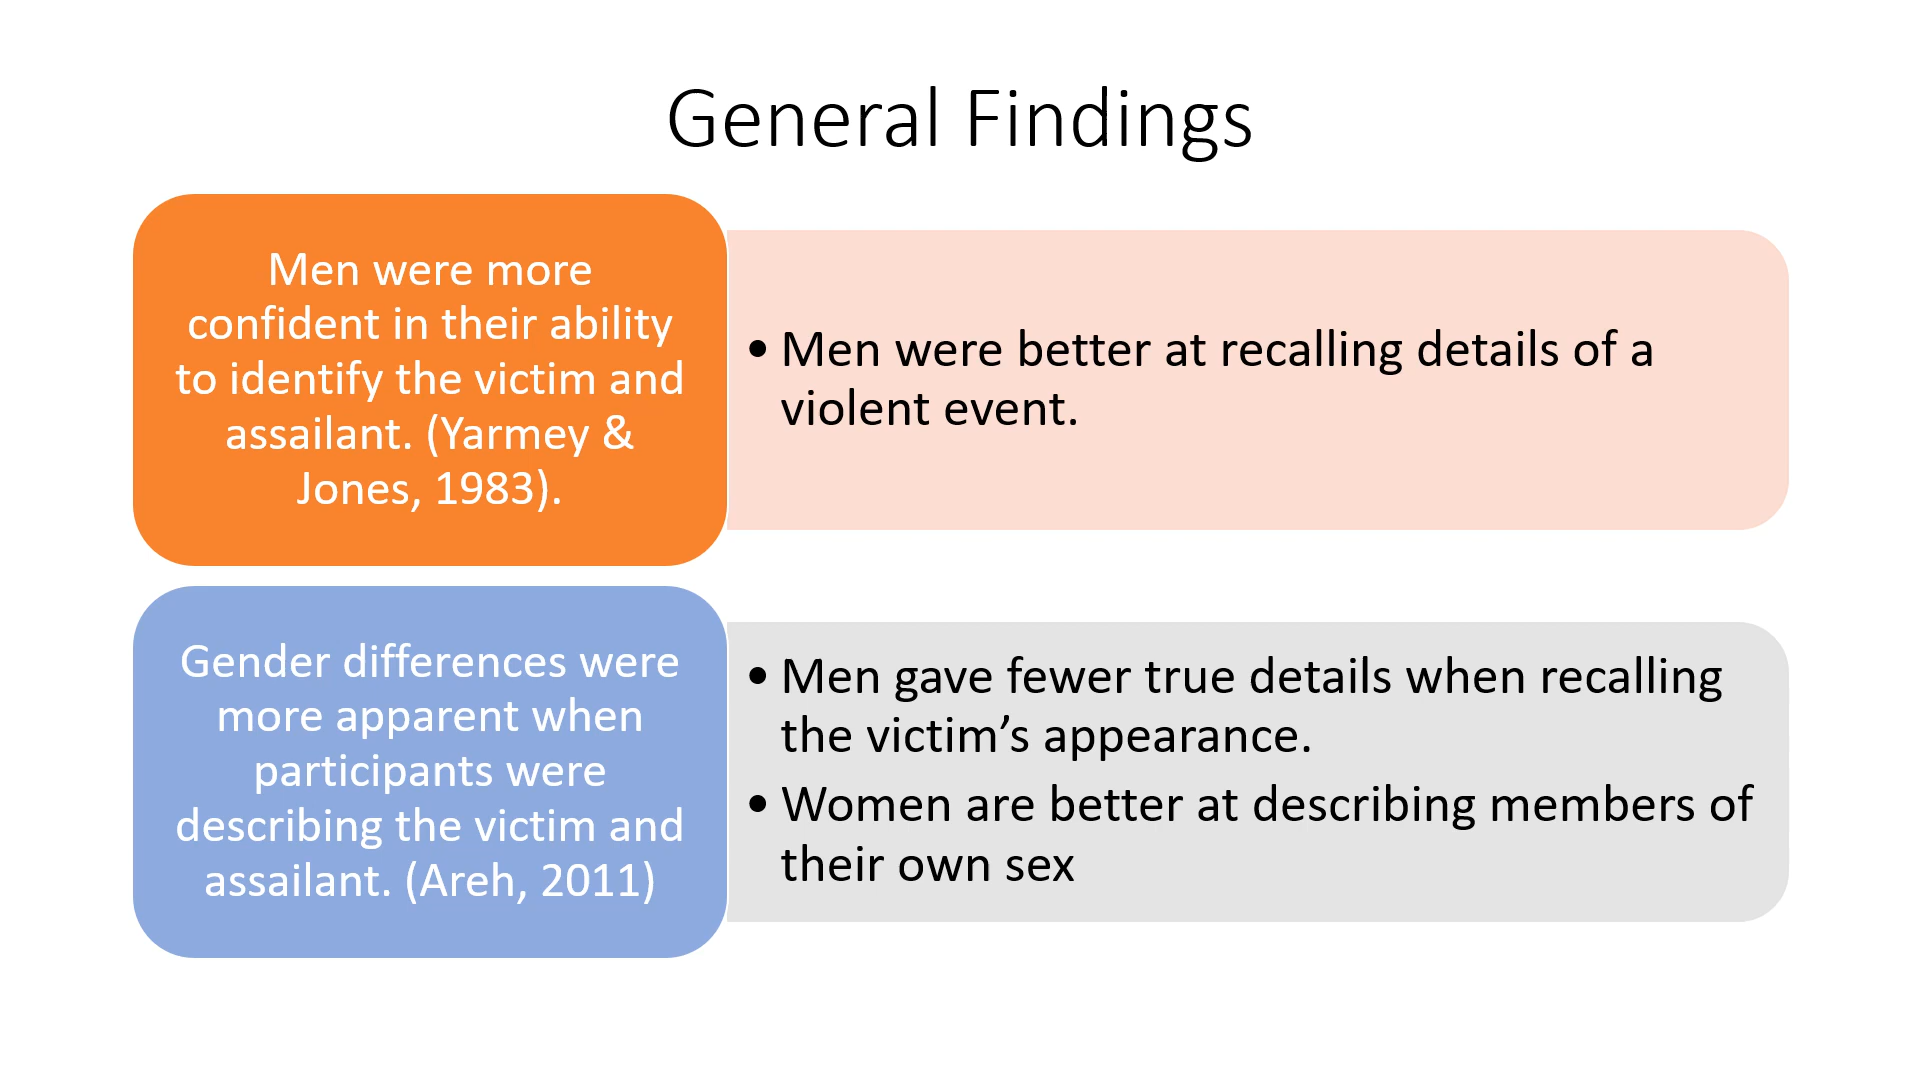 General Findings
Men were more
confident in their ability
to identify the victim and
assailant. (Yarmey &
Jones, 1983).
• Men were better at recalling details of a
violent event.
Gender differences were
more apparent when
participants were
describing the victim and
assailant. (Areh, 2011)
• Men gave fewer true details when recalling
the victim’s appearance.
• Women are better at describing members of
their own sex